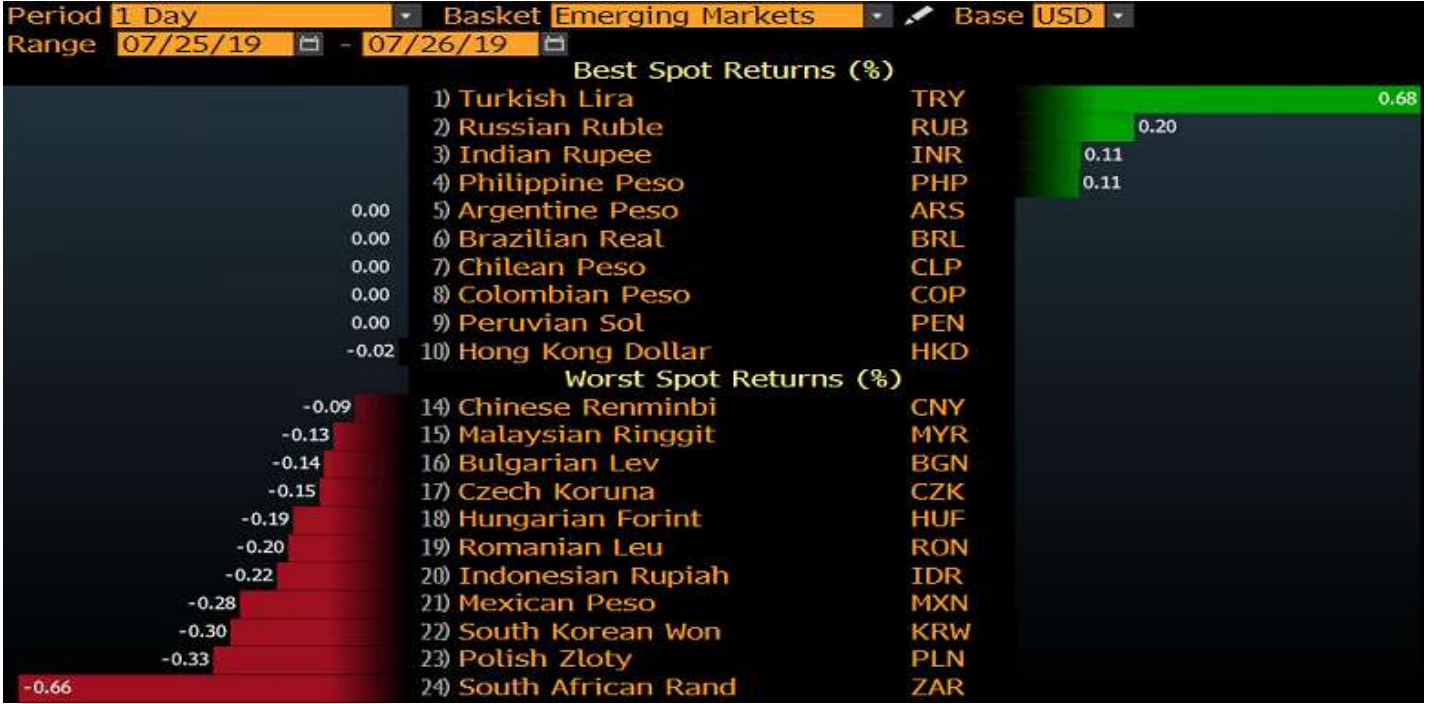 Period 1 Day Basket Emerging Markets Base USD
Range 07/25/19 - 07/26/19
Best Spot Returns (%)
1) Turkish Lira TRY 0.68
2) Russian Ruble RUB 0.20
3) Indian Rupee INR 0.11
4) Philippine Peso PHP 0.11
0.00 5) Argentine Peso ARS
0.00 6) Brazilian Real BRL
0.00 7) Chilean Peso CLP
0.00 8) Colombian Peso COP
0.00 9) Peruvian Sol PEN
-0.02 10) Hong Kong Dollar HKD
Worst Spot Returns (%)
-0.09 14) Chinese Renminbi CNY
-0.13 15) Malaysian Ringgit MYR
-0.14 16) Bulgarian Lev BGN
-0.15 17) Czech Koruna CZK
-0.19 18) Hungarian Forint HUF
-0.20 19) Romanian Leu RON
-0.22 20) Indonesian Rupiah IDR
-0.28 21) Mexican Peso MXN
-0.30 22) South Korean Won KRW
-0.33 23) Polish Zloty PLN
-0.66 24) South African Rand ZAR